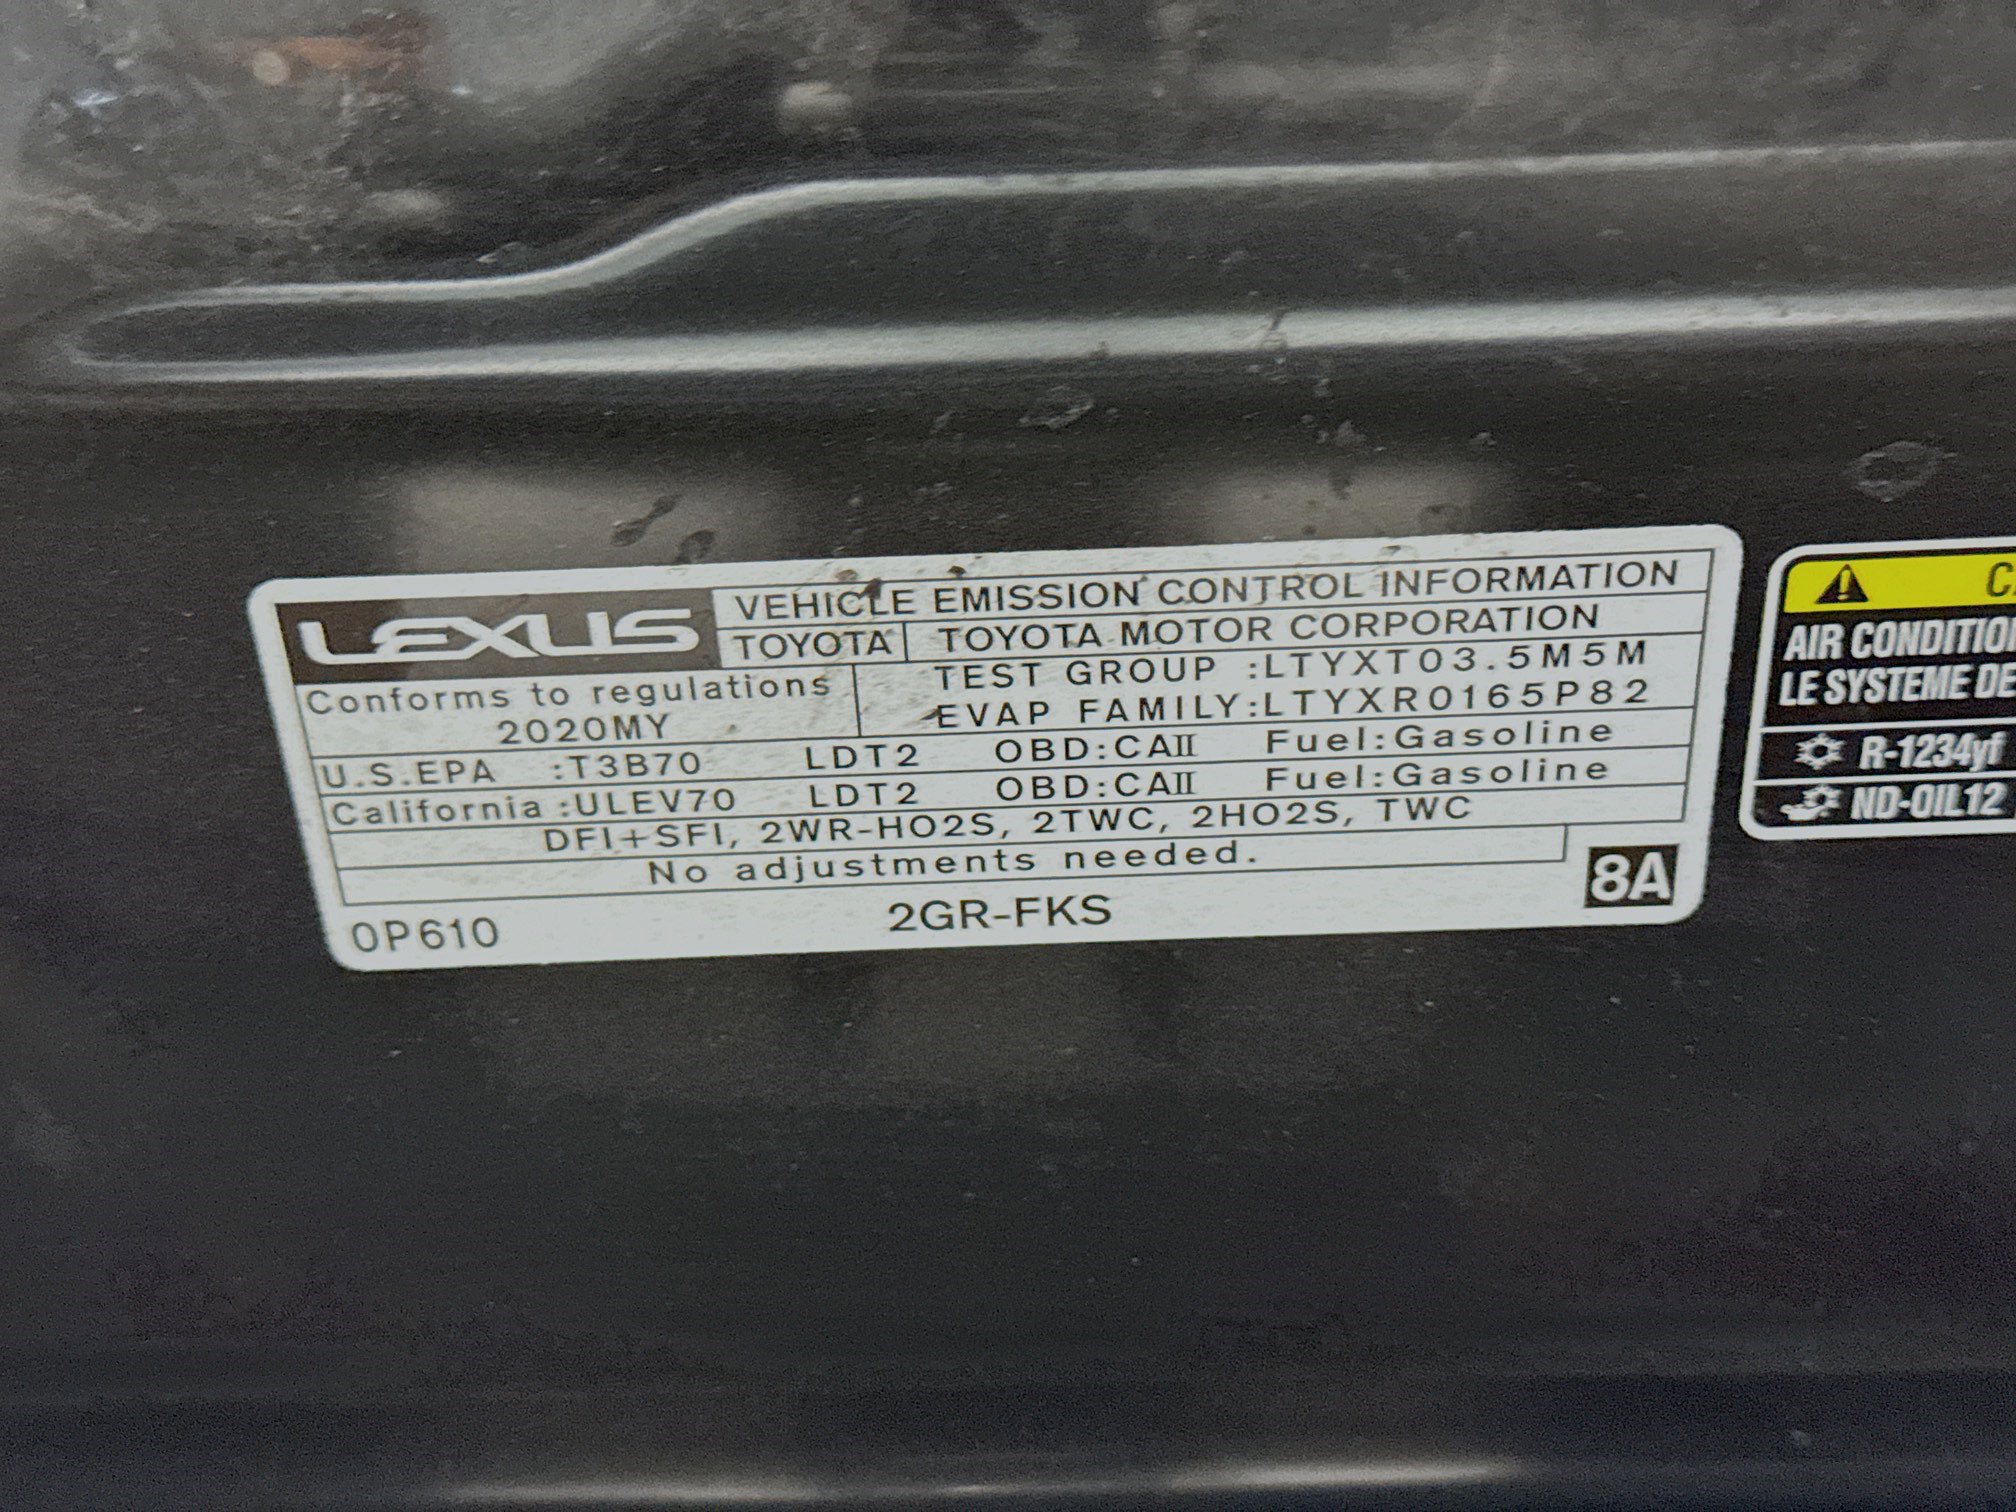 LEXUS
VEHICLE EMISSION CONTROL INFORMATION
TOYOTA TOYOTA MOTOR CORPORATION
Conforms to regulations
2020MY
TEST GROUP :LTYXT03.5M5M
EVAP FAMILY:LTYXR0165P82
U.S.EPA :T3B70 LDT2 OBD:CAII Fuel:Gasoline
California :ULEV70 LDT2 OBD:CAII Fuel:Gasoline
DFI+SFI, 2WR-HO2S, 2TWC, 2HO2S, TWC
No adjustments needed.
0P610 2GR-FKS 8A
AIR CONDITIO
LE SYSTEME DE
R-1234yf
ND-OIL12